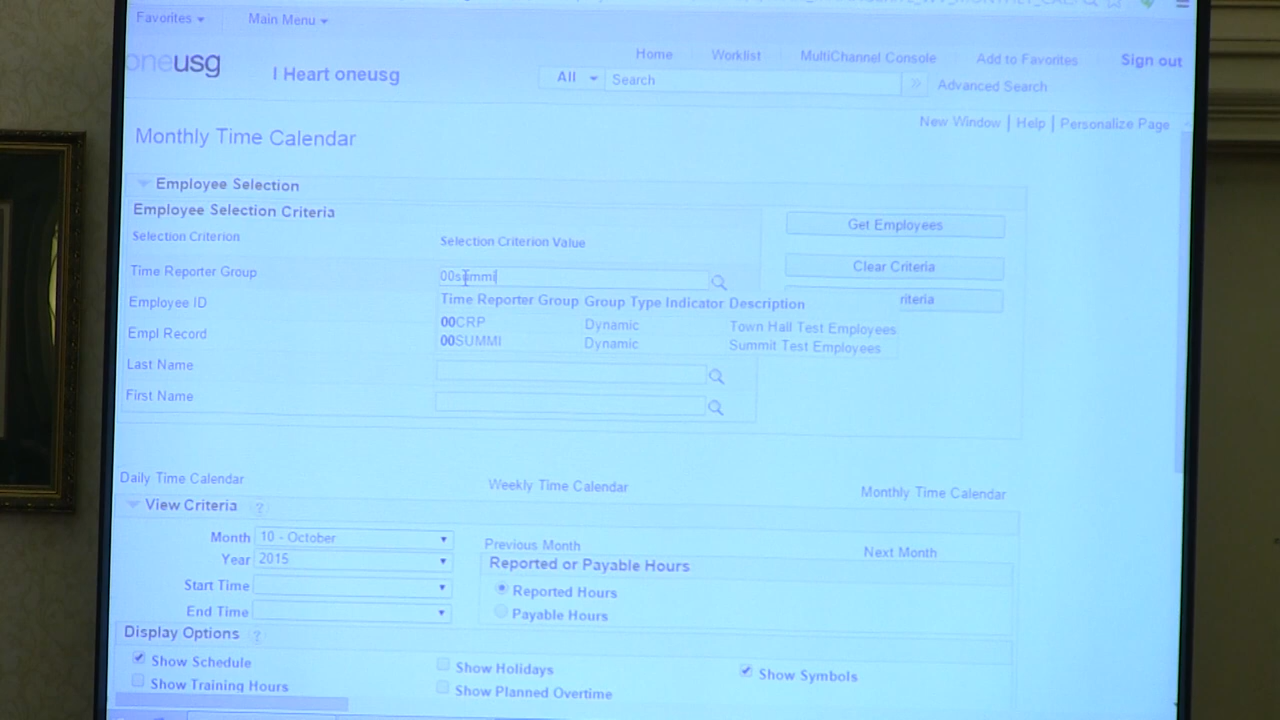 Favorites Main Menu
oneusg
I Heart oneusg
Home Worklist MultiChannel Console Add to Favorites Sign out
All Search Advanced Search
New Window | Help | Personalize Page
Monthly Time Calendar
Employee Selection
Employee Selection Criteria
Get Employees
Selection Criterion Selection Criterion Value
Clear Criteria
Time Reporter Group 00summi
Employee ID
Time Reporter Group Group Type Indicator Description
riteria
00CRP Dynamic Town Hall Test Employees
Empl Record
00SUMMI Dynamic Summit Test Employees
Last Name
First Name
Daily Time Calendar Weekly Time Calendar Monthly Time Calendar
View Criteria ?
Month 10 - October
Previous Month Next Month
Year 2015
Reported or Payable Hours
Start Time
Reported Hours
End Time
Payable Hours
Display Options ?
Show Schedule Show Holidays Show Symbols
Show Training Hours Show Planned Overtime